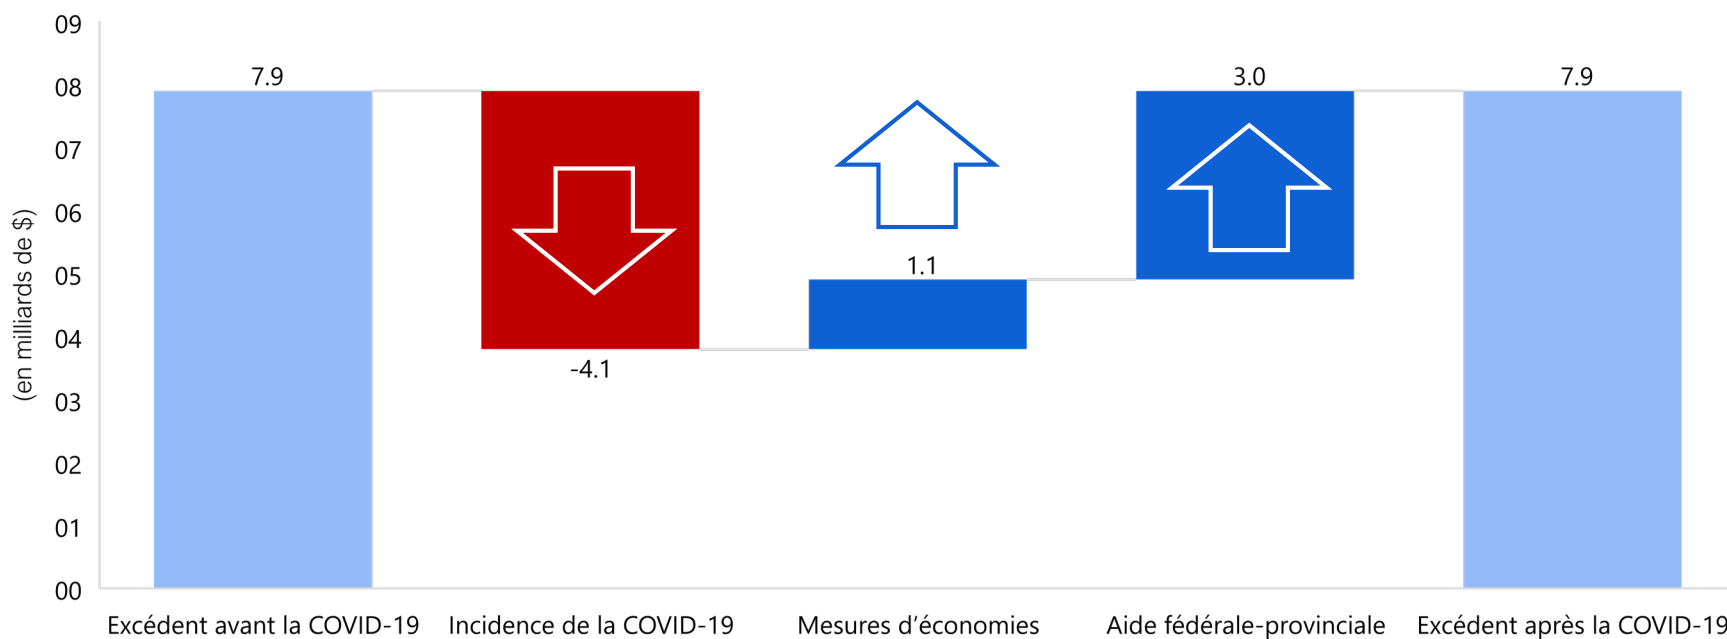 09
08
07
06
05
04
03
02
01
00
(en milliards de $)
7.9
-4.1
1.1
3.0
7.9
Excédent avant la COVID-19
Incidence de la COVID-19
Mesures d’économies
Aide fédérale-provinciale
Excédent après la COVID-19